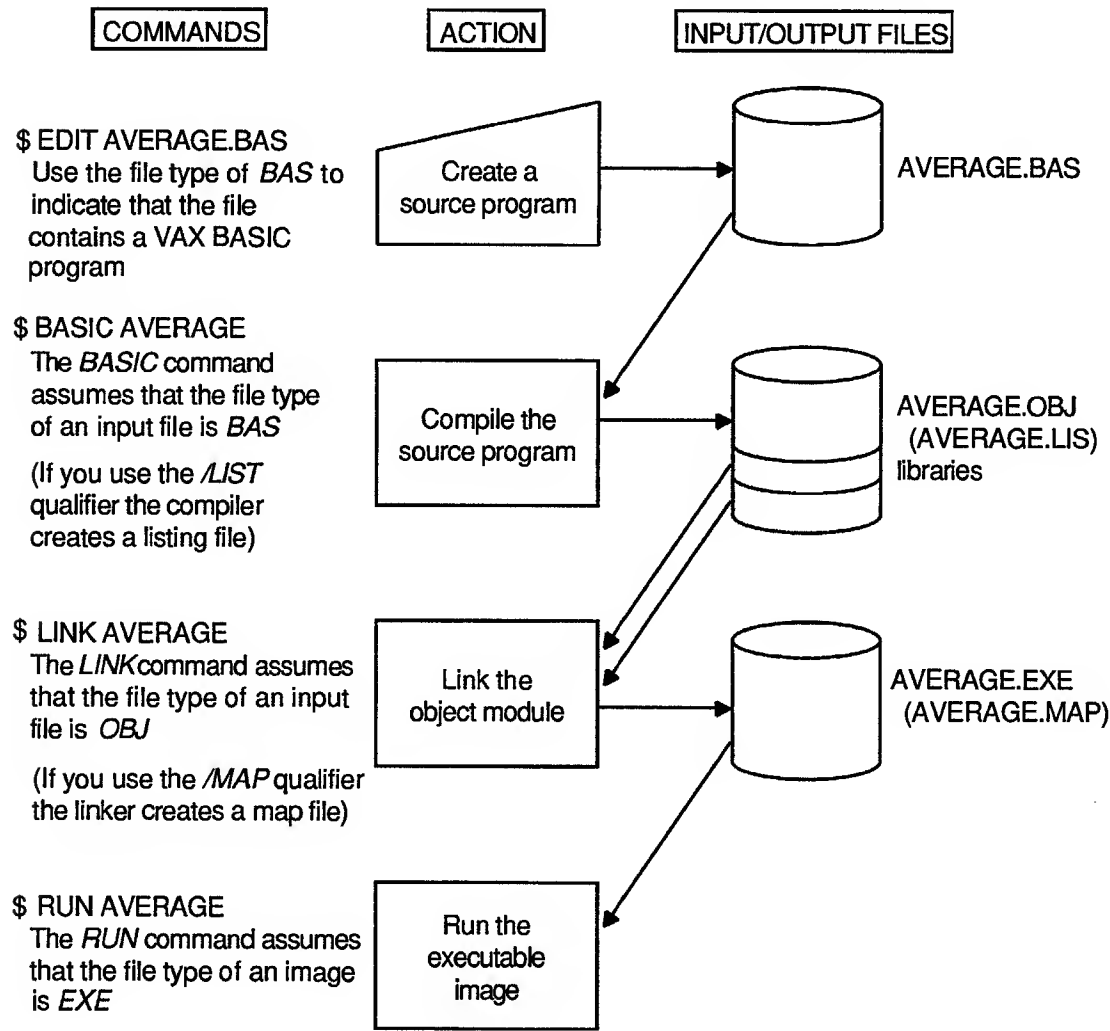 COMMANDS
ACTION
INPUT/OUTPUT FILES
$ EDIT AVERAGE.BAS
Use the file type of BAS to
indicate that the file
contains a VAX BASIC
program
Create a
source program
AVERAGE.BAS
$ BASIC AVERAGE
The BASIC command
assumes that the file type
of an input file is BAS
(If you use the /LIST
qualifier the compiler
creates a listing file)
Compile the
source program
AVERAGE.OBJ
(AVERAGE.LIS)
libraries
$ LINK AVERAGE
The LINK command assumes
that the file type of an input
file is OBJ
(If you use the /MAP qualifier
the linker creates a map file)
Link the
object module
AVERAGE.EXE
(AVERAGE.MAP)
$ RUN AVERAGE
The RUN command assumes
that the file type of an image
is EXE
Run the
executable
image